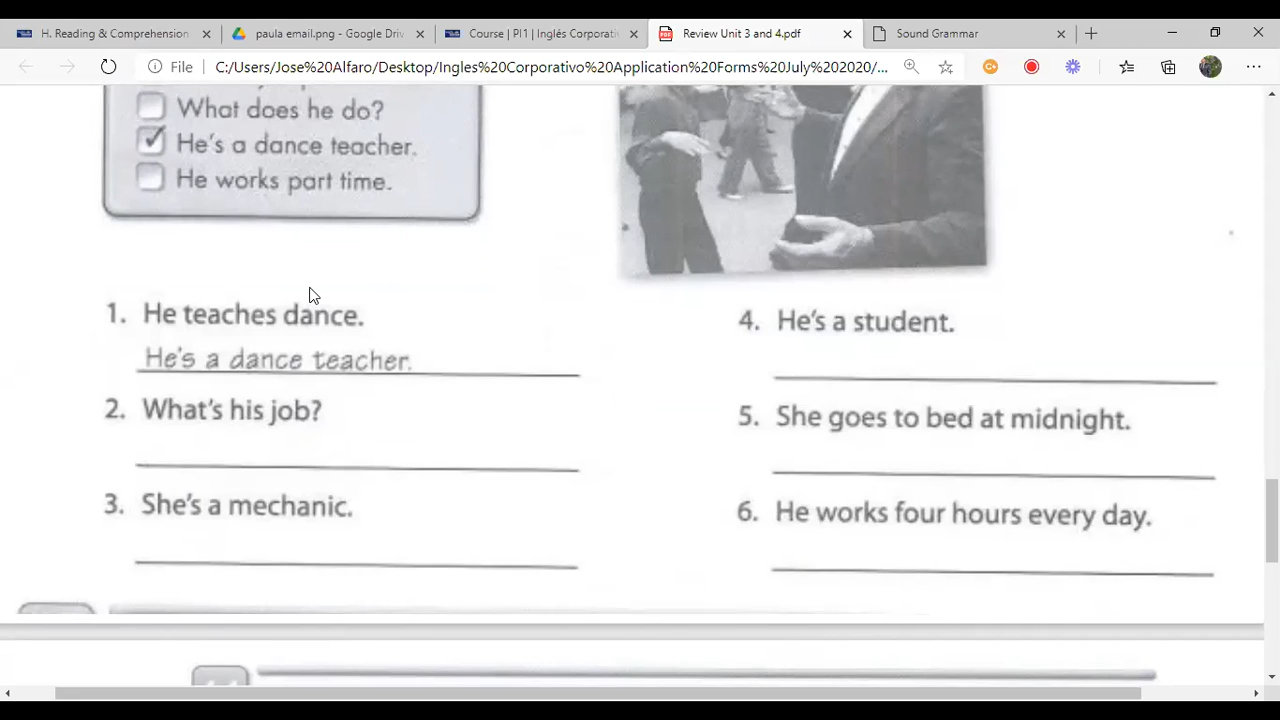 H. Reading & Comprehension
paula email.png - Google Driv
Course | PI1 | Inglés Corporati
Review Unit 3 and 4.pdf
Sound Grammar
File
C:/Users/Jose%20Alfaro/Desktop/Ingles%20Corporativo%20Application%20Forms%20July%202020/...
What does he do?
He's a dance teacher.
He works part time.
1. He teaches dance.
He's a dance teacher.
2. What's his job?
3. She's a mechanic.
4. He's a student.
5. She goes to bed at midnight.
6. He works four hours every day.